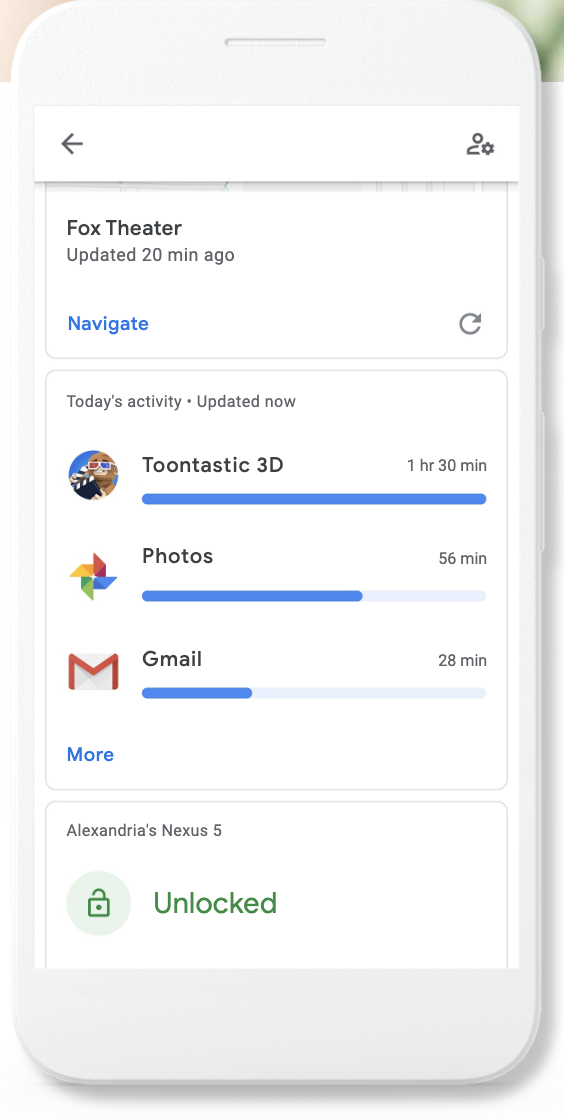 Fox Theater
Updated 20 min ago
Navigate
Today's activity • Updated now
Toontastic 3D
1 hr 30 min
Photos
56 min
Gmail
28 min
More
Alexandria's Nexus 5
Unlocked